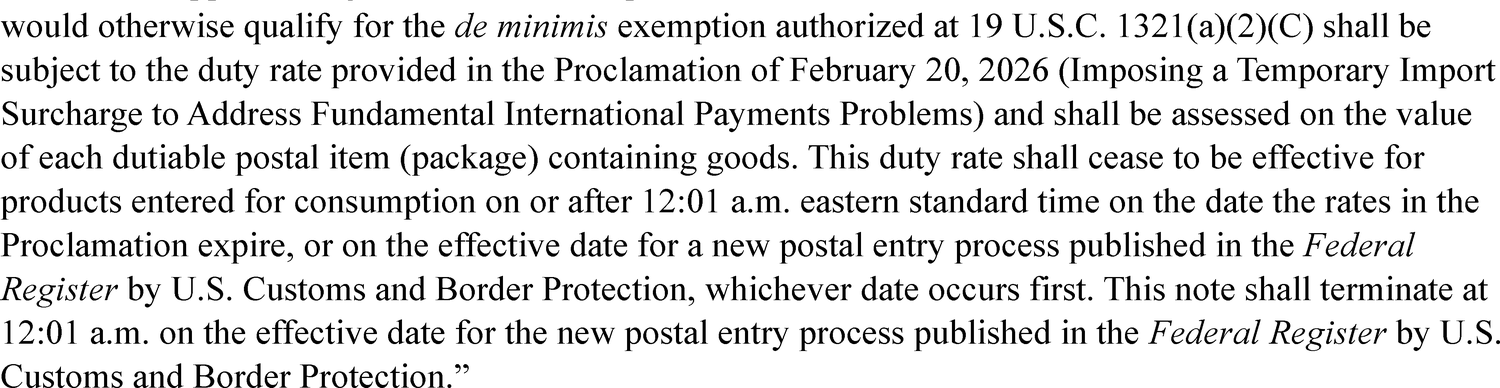 would otherwise qualify for the de minimis exemption authorized at 19 U.S.C. 1321(a)(2)(C) shall be
subject to the duty rate provided in the Proclamation of February 20, 2026 (Imposing a Temporary Import
Surcharge to Address Fundamental International Payments Problems) and shall be assessed on the value
of each dutiable postal item (package) containing goods. This duty rate shall cease to be effective for
products entered for consumption on or after 12:01 a.m. eastern standard time on the date the rates in the
Proclamation expire, or on the effective date for a new postal entry process published in the Federal
Register by U.S. Customs and Border Protection, whichever date occurs first. This note shall terminate at
12:01 a.m. on the effective date for the new postal entry process published in the Federal Register by U.S.
Customs and Border Protection.”